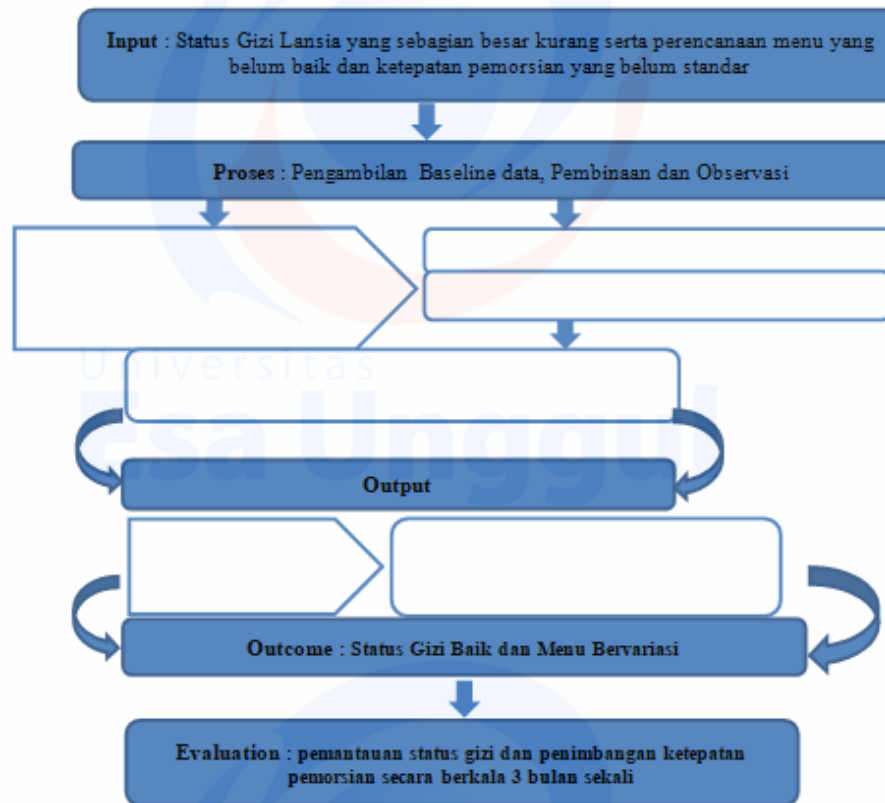 Input : Status Gizi Lansia yang sebagian besar kurang serta perencanaan menu yang
belum baik dan ketepatan pemorsian yang belum standar
Proses : Pengambilan Baseline data, Pembinaan dan Observasi
Universitas
Esa Unggul
Output
Outcome : Status Gizi Baik dan Menu Bervariasi
Evaluation : pemantauan status gizi dan penimbangan ketepatan
pemorsian secara berkala 3 bulan sekali